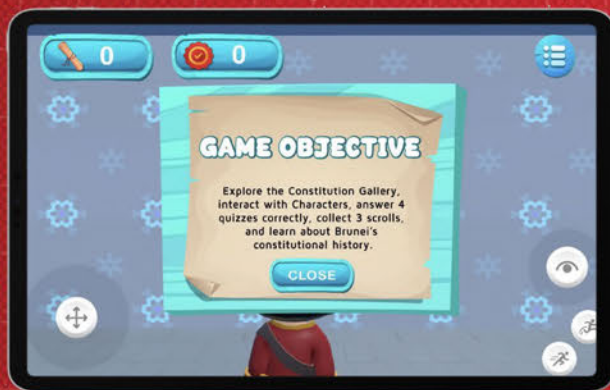 0
0
GAME OBJECTIVE
Explore the Constitution Gallery,
interact with Characters, answer 4
quizzes correctly, collect 3 scrolls,
and learn about Brunei's
constitutional history.
CLOSE